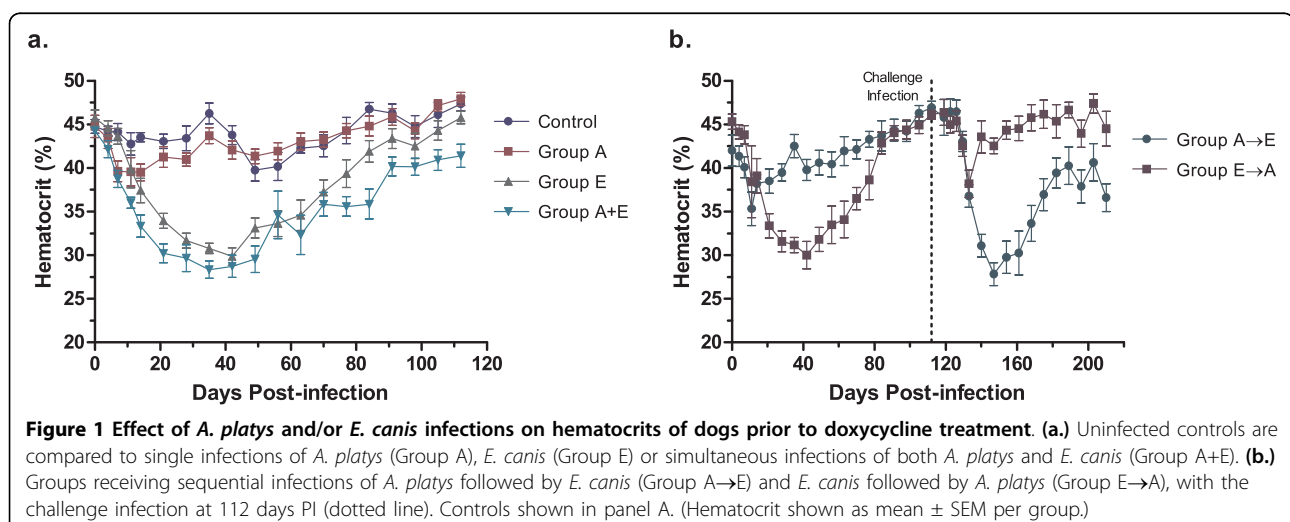 a.
50
45
40
35
30
25
20
Hematocrit (%)
0 20 40 60 80 100 120
Days Post-infection
Control
Group A
Group E
Group A+E
b.
50
45
40
35
30
25
20
Hematocrit (%)
Challenge
Infection
0 40 80 120 160 200
Days Post-infection
Group A→E
Group E→A
Figure 1 Effect of A. platys and/or E. canis infections on hematocrits of dogs prior to doxycycline treatment. (a.) Uninfected controls are
compared to single infections of A. platys (Group A), E. canis (Group E) or simultaneous infections of both A. platys and E. canis (Group A+E). (b.)
Groups receiving sequential infections of A. platys followed by E. canis (Group A→E) and E. canis followed by A. platys (Group E→A), with the
challenge infection at 112 days PI (dotted line). Controls shown in panel A. (Hematocrit shown as mean ± SEM per group.)